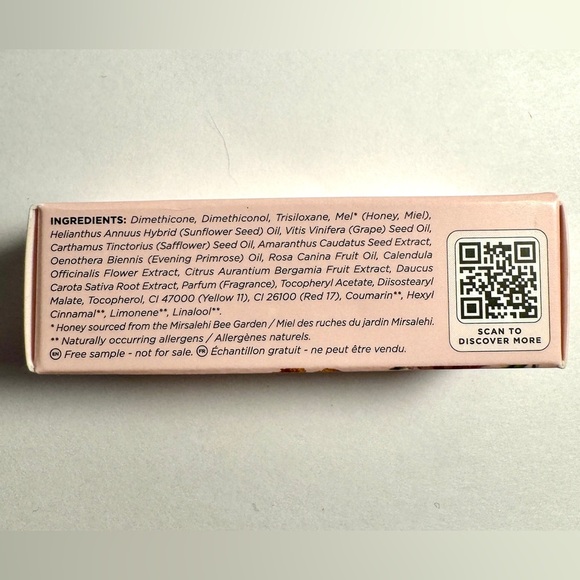 INGREDIENTS: Dimethicone, Dimethiconol, Trisiloxane, Mel* (Honey, Miel),
Helianthus Annuus Hybrid (Sunflower Seed) Oil, Vitis Vinifera (Grape) Seed Oil,
Carthamus Tinctorius (Safflower) Seed Oil, Amaranthus Caudatus Seed Extract,
Oenothera Biennis (Evening Primrose) Oil, Rosa Canina Fruit Oil, Calendula
Officinalis Flower Extract, Citrus Aurantium Bergamia Fruit Extract, Daucus
Carota Sativa Root Extract, Parfum (Fragrance), Tocopheryl Acetate, Diisostearyl
Malate, Tocopherol, CI 47000 (Yellow 11), CI 26100 (Red 17), Coumarin**, Hexyl
Cinnamal**, Limonene**, Linalool**.
* Honey sourced from the Mirsalehi Bee Garden / Miel des ruches du jardin Mirsalehi.
** Naturally occurring allergens / Allergènes naturels.
EN Free sample - not for sale. FR Échantillon gratuit - ne peut être vendu.
SCAN TO
DISCOVER MORE